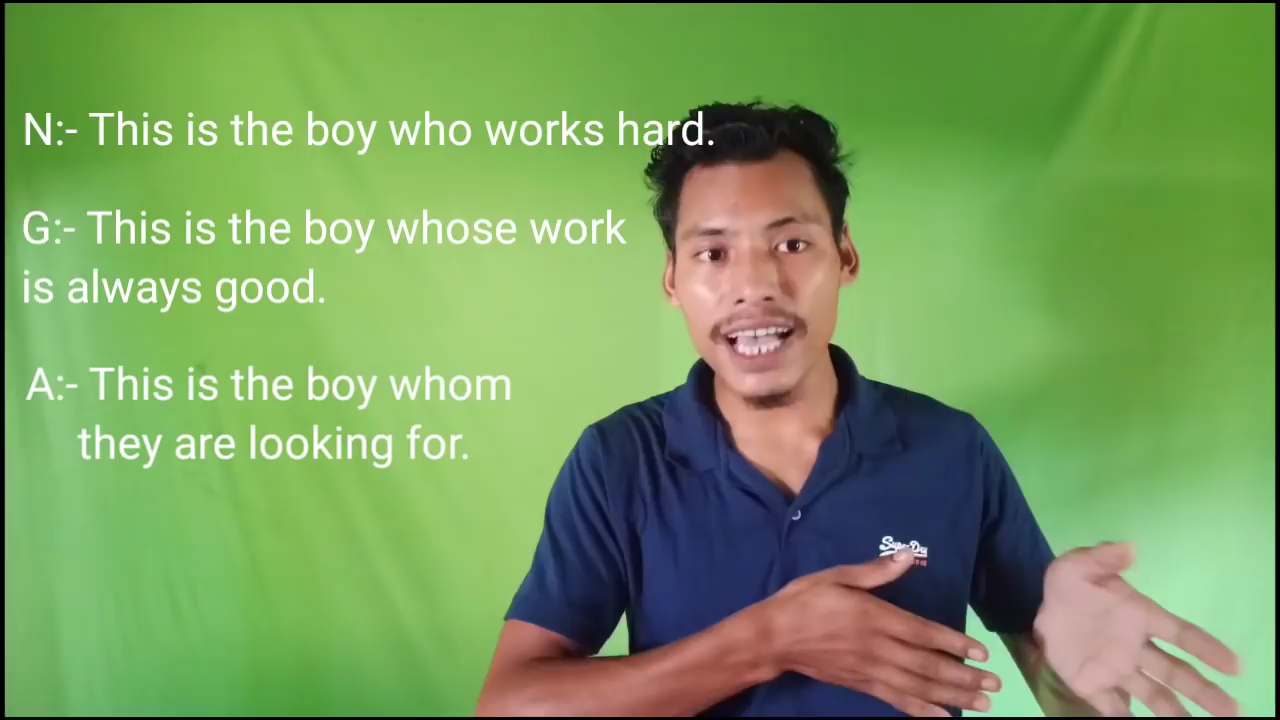 N:- This is the boy who works hard.
G:- This is the boy whose work
is always good.
A:- This is the boy whom
they are looking for.